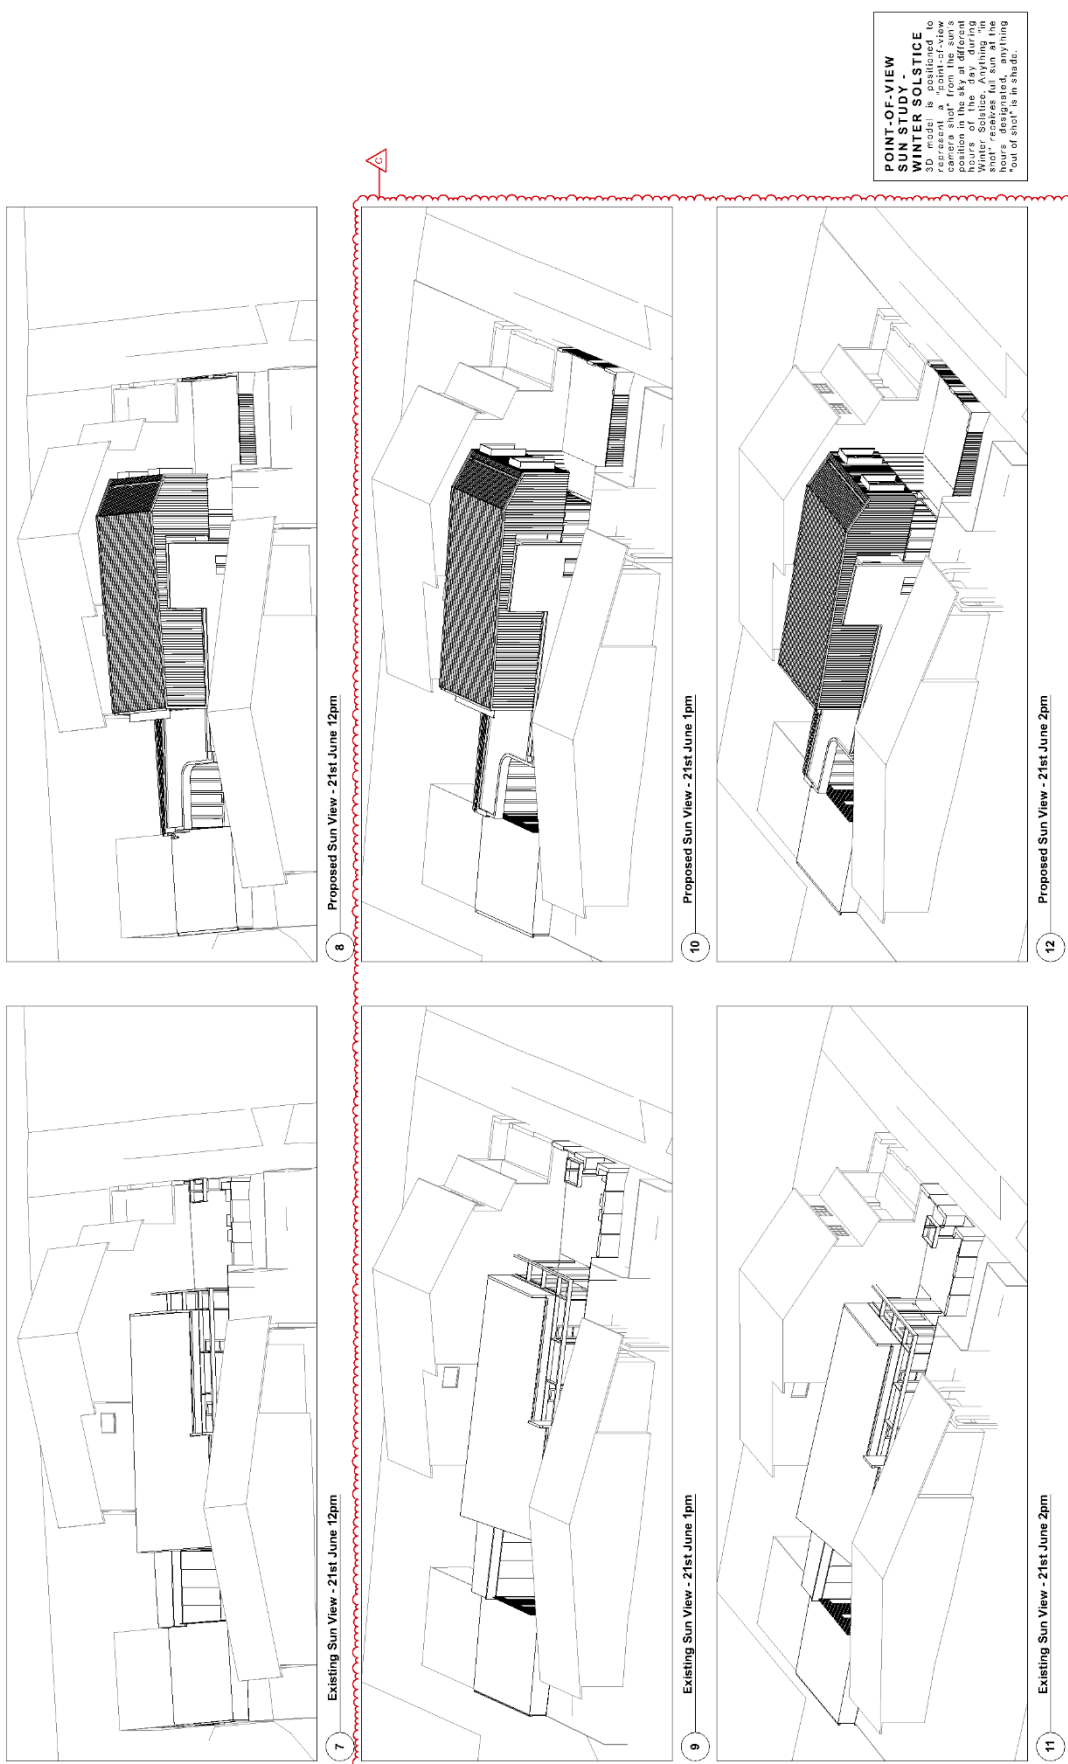 POINT-OF-VIEW
SUN STUDY -
WINTER SOLSTICE
3D model is positioned to
represent a "point-of-view
camera shot" from the sun's
position in the sky at different
hours of the day during
Winter Solstice. Anything "in
shot" receives full sun at the
hours designated, anything
"out of shot" is in shade.
C
7 Existing Sun View - 21st June 12pm
8 Proposed Sun View - 21st June 12pm
9 Existing Sun View - 21st June 1pm
10 Proposed Sun View - 21st June 1pm
11 Existing Sun View - 21st June 2pm
12 Proposed Sun View - 21st June 2pm